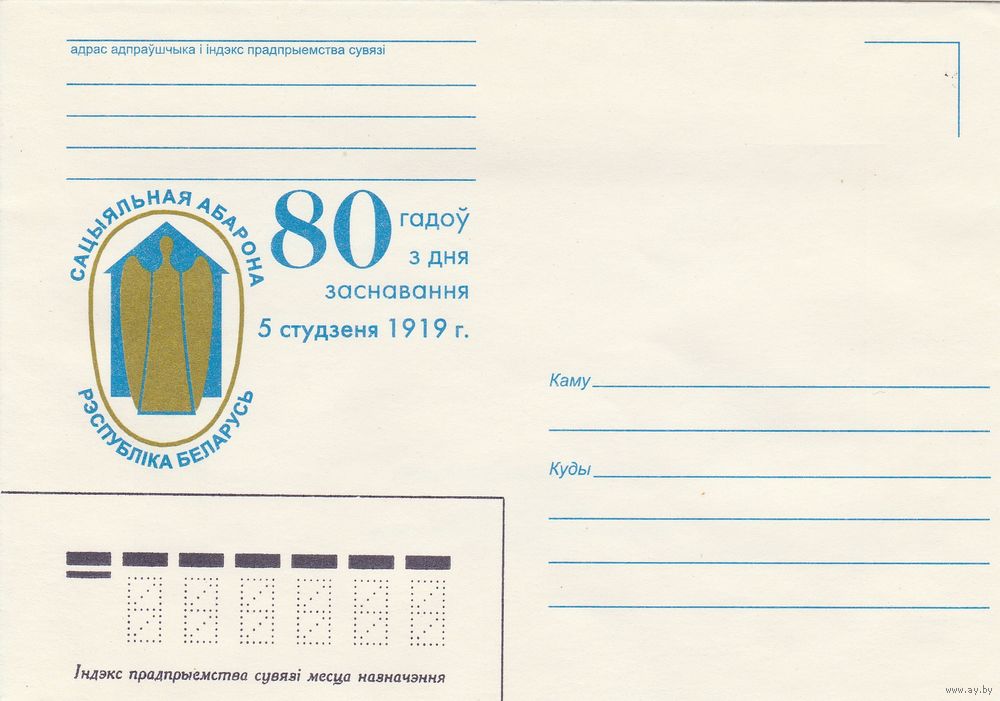 адрас адпраўшчыка і індэкс прадпрыемства сувязі
САЦЫЯЛЬНАЯ АБАРОНА
РЭСПУБЛІКА БЕЛАРУСЬ
80 гадоў
з дня
заснавання
5 студзеня 1919 г.
Каму
Куды
Індэкс прадпрыемства сувязі месца назначэння
www.ay.by